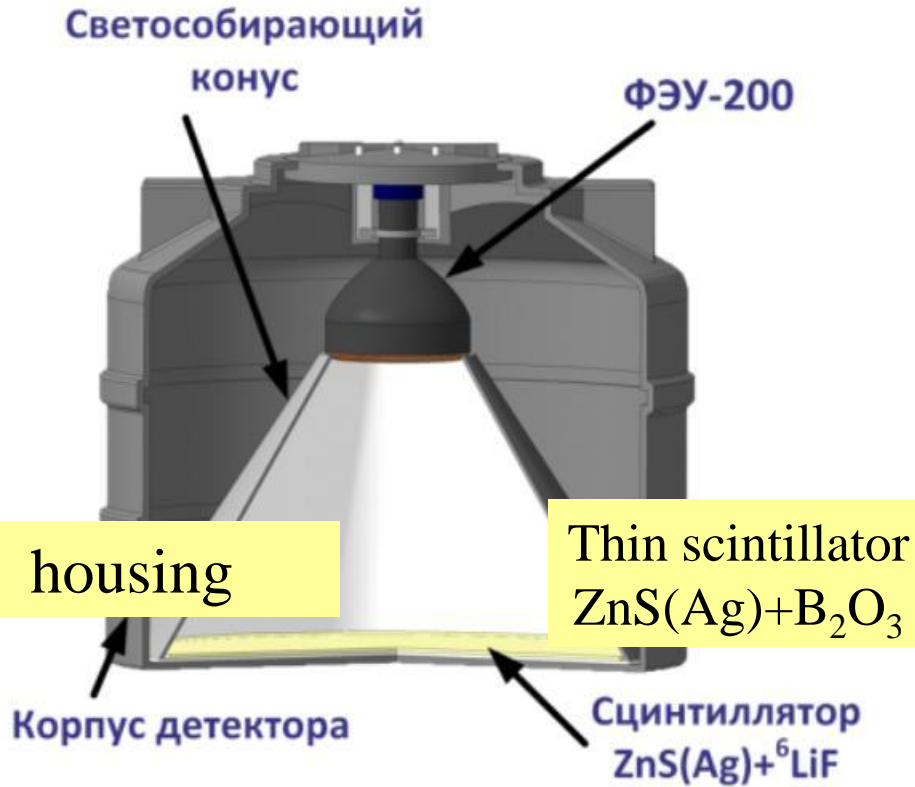 Светособирающий
конус
ФЭУ-200
housing
Thin scintillator
ZnS(Ag)+B₂O₃
Корпус детектора
Сцинтиллятор
ZnS(Ag)+⁶LiF